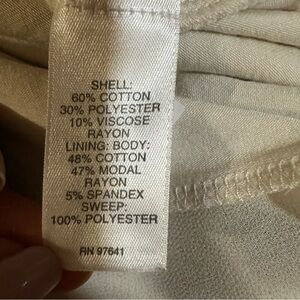 SHELL:
60% COTTON
30% POLYESTER
10% VISCOSE
RAYON
LINING: BODY:
48% COTTON
47% MODAL
RAYON
5% SPANDEX
SWEEP:
100% POLYESTER
RN 97641